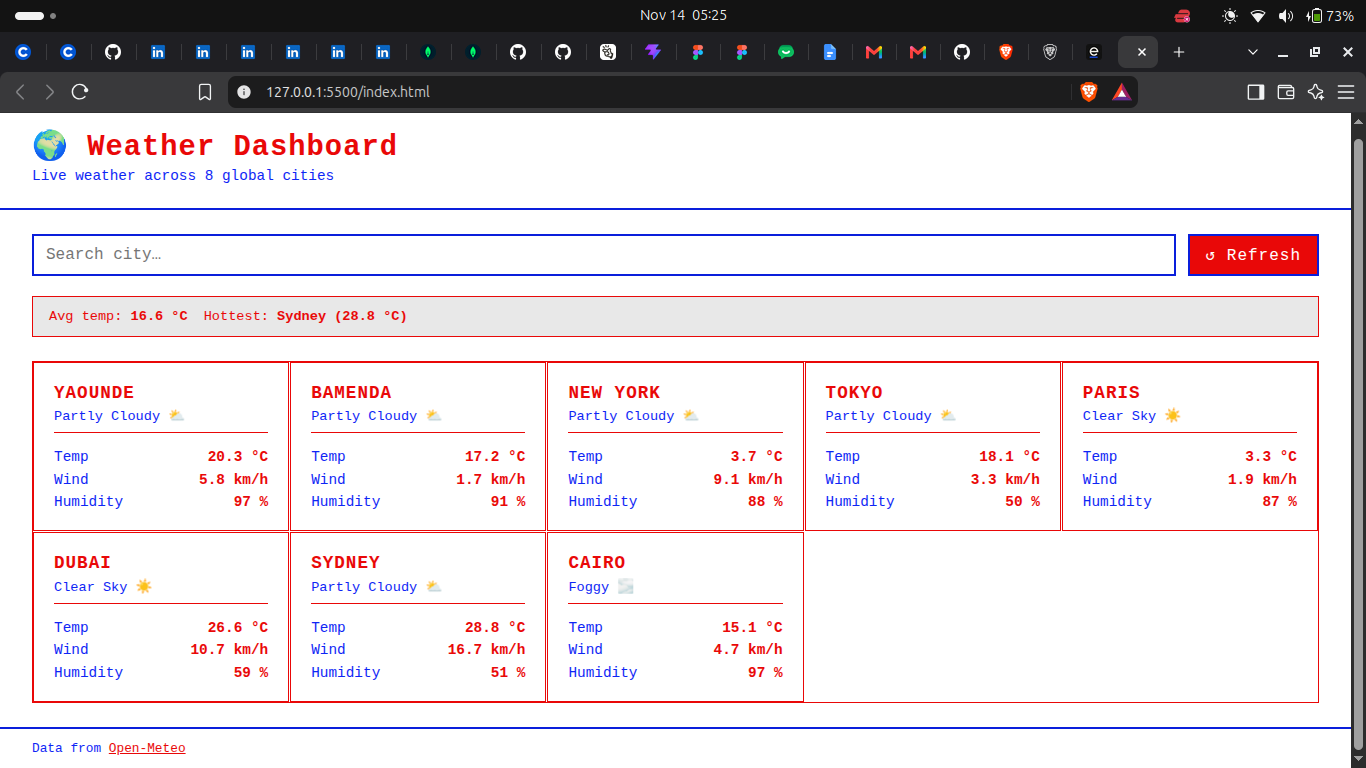 Nov 14 05:25
73%
127.0.0.1:5500/index.html
Weather Dashboard
Live weather across 8 global cities
Search city…
↺ Refresh
Avg temp: 16.6 °C Hottest: Sydney (28.8 °C)
YAOUNDE
Partly Cloudy
Temp 20.3 °C
Wind 5.8 km/h
Humidity 97 %
BAMENDA
Partly Cloudy
Temp 17.2 °C
Wind 1.7 km/h
Humidity 91 %
NEW YORK
Partly Cloudy
Temp 3.7 °C
Wind 9.1 km/h
Humidity 88 %
TOKYO
Partly Cloudy
Temp 18.1 °C
Wind 3.3 km/h
Humidity 50 %
PARIS
Clear Sky
Temp 3.3 °C
Wind 1.9 km/h
Humidity 87 %
DUBAI
Clear Sky
Temp 26.6 °C
Wind 10.7 km/h
Humidity 59 %
SYDNEY
Partly Cloudy
Temp 28.8 °C
Wind 16.7 km/h
Humidity 51 %
CAIRO
Foggy
Temp 15.1 °C
Wind 4.7 km/h
Humidity 97 %
Data from Open-Meteo